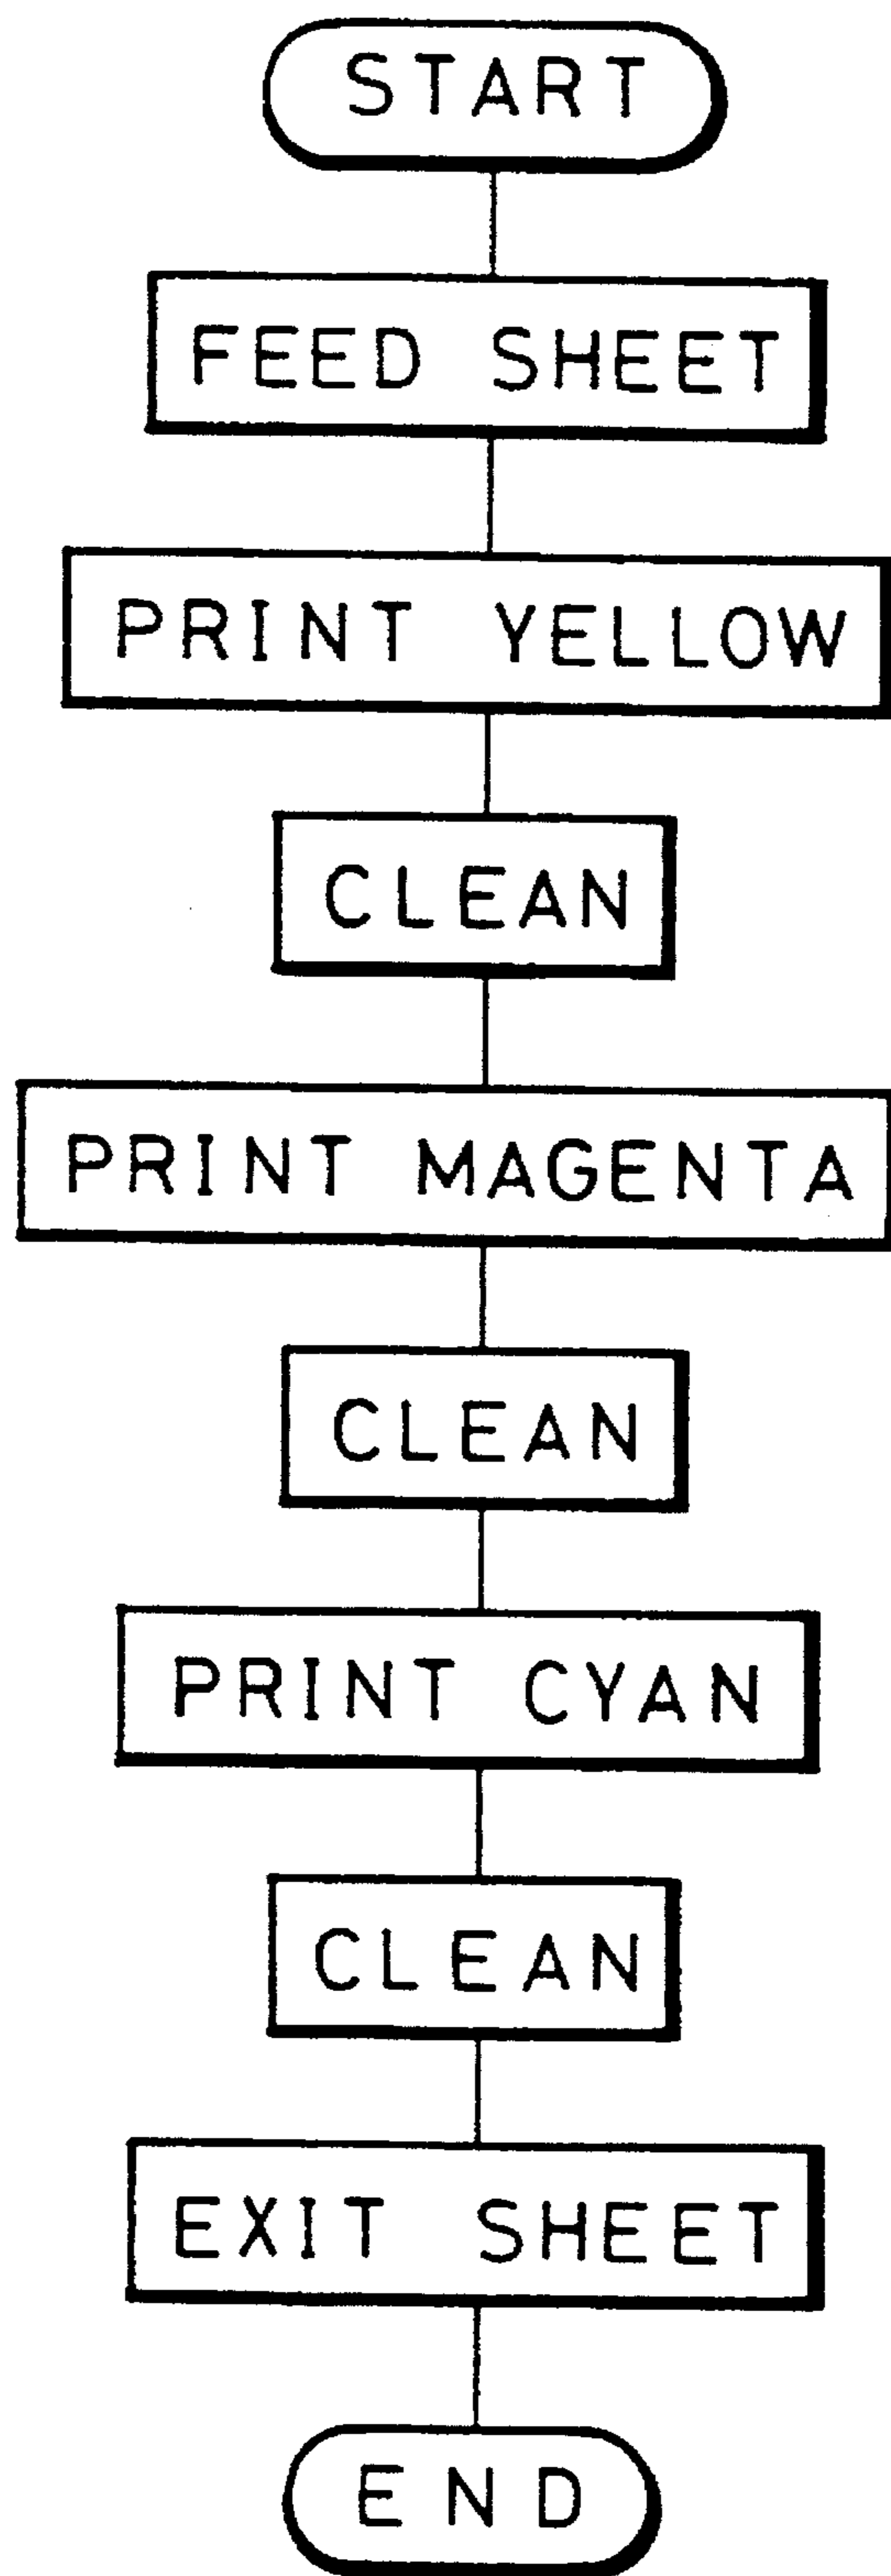 START
FEED SHEET
PRINT YELLOW
CLEAN
PRINT MAGENTA
CLEAN
PRINT CYAN
CLEAN
EXIT SHEET
END